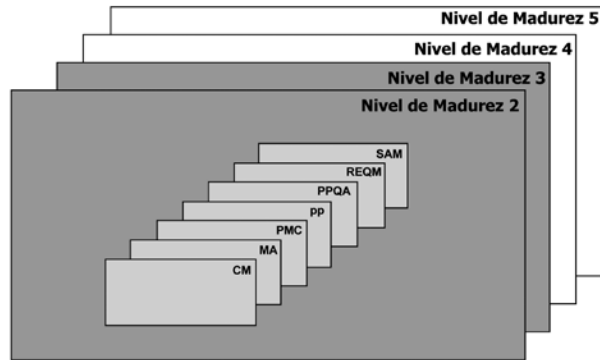 Nivel de Madurez 5
Nivel de Madurez 4
Nivel de Madurez 3
Nivel de Madurez 2
SAM
REQM
PPQA
pp
PMC
MA
CM